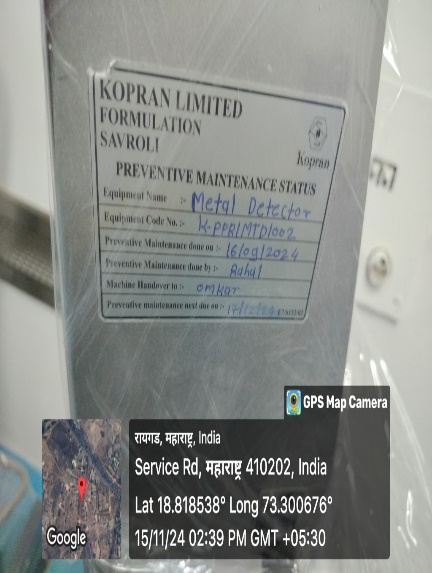 KOPRAN LIMITED
FORMULATION
SAVROLI
Kopran
PREVENTIVE MAINTENANCE STATUS
Equipment Name :- Metal Detector
Equipment Code No. :- K-PPR/MTD/002
Preventive Maintenance done on :- 16/09/2024
Preventive Maintenance done by :- Rahul
Machine Handover to :- omkar
Preventive maintenance next due on :-
GPS Map Camera
रायगड, महाराष्ट्र, India
Service Rd, महाराष्ट्र 410202, India
Lat 18.818538° Long 73.300676°
15/11/24 02:39 PM GMT +05:30
Google